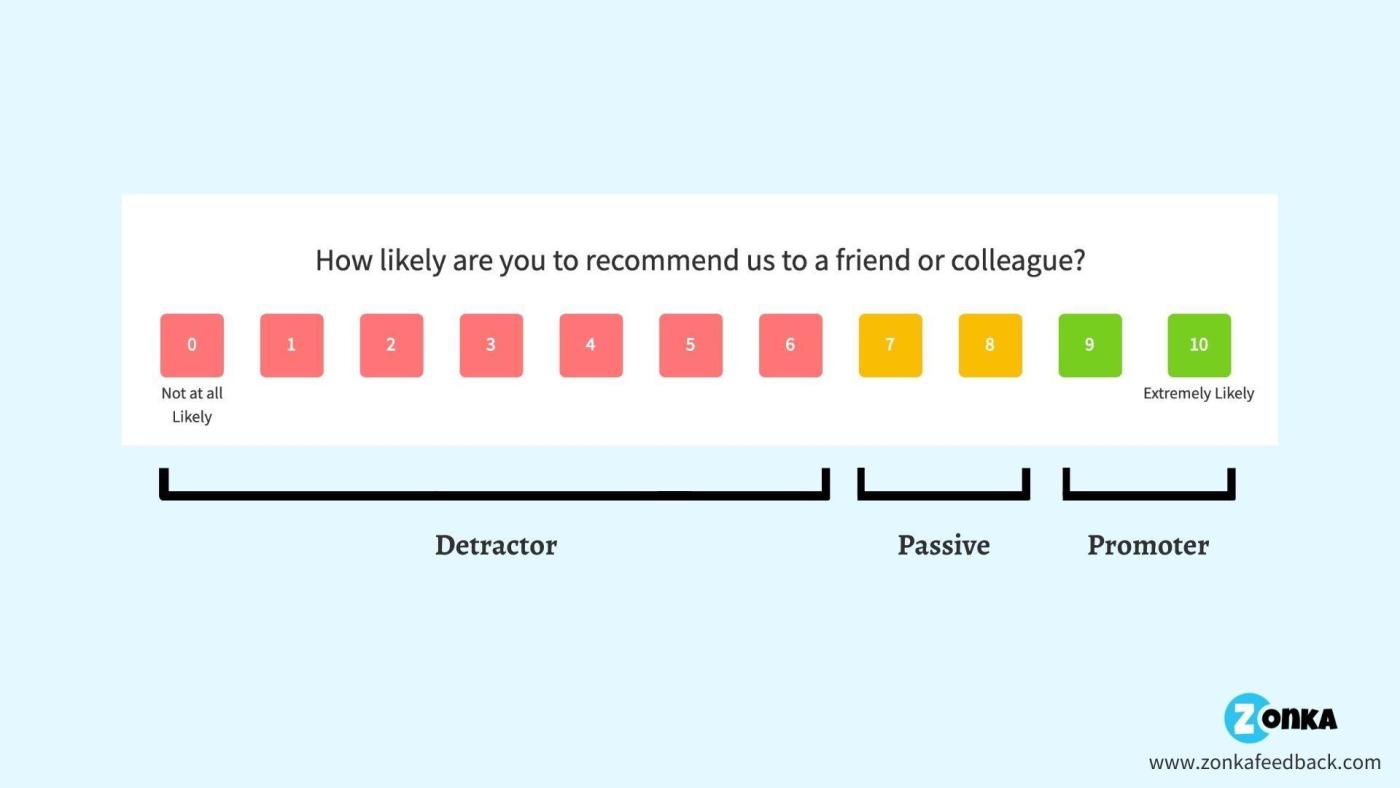 How likely are you to recommend us to a friend or colleague?
0 1 2 3 4 5 6 7 8 9 10
Not at all Extremely Likely
Likely
Detractor Passive Promoter
ZONKA
www.zonkafeedback.com